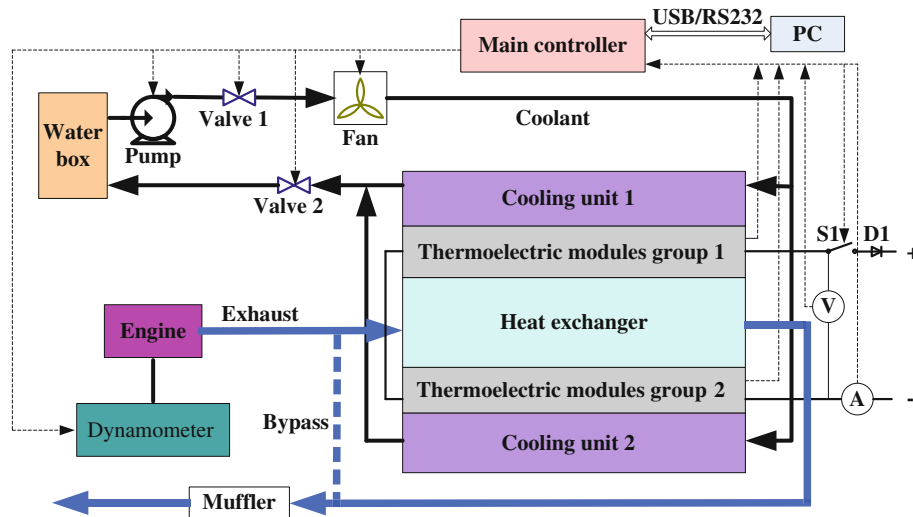 USB/RS232
Main controller
PC
Valve 1
Water
box
Pump
Fan
Coolant
Valve 2
Cooling unit 1
Thermoelectric modules group 1
S1
D1
+
V
Engine
Exhaust
Heat exchanger
Thermoelectric modules group 2
A
-
Dynamometer
Bypass
Cooling unit 2
Muffler